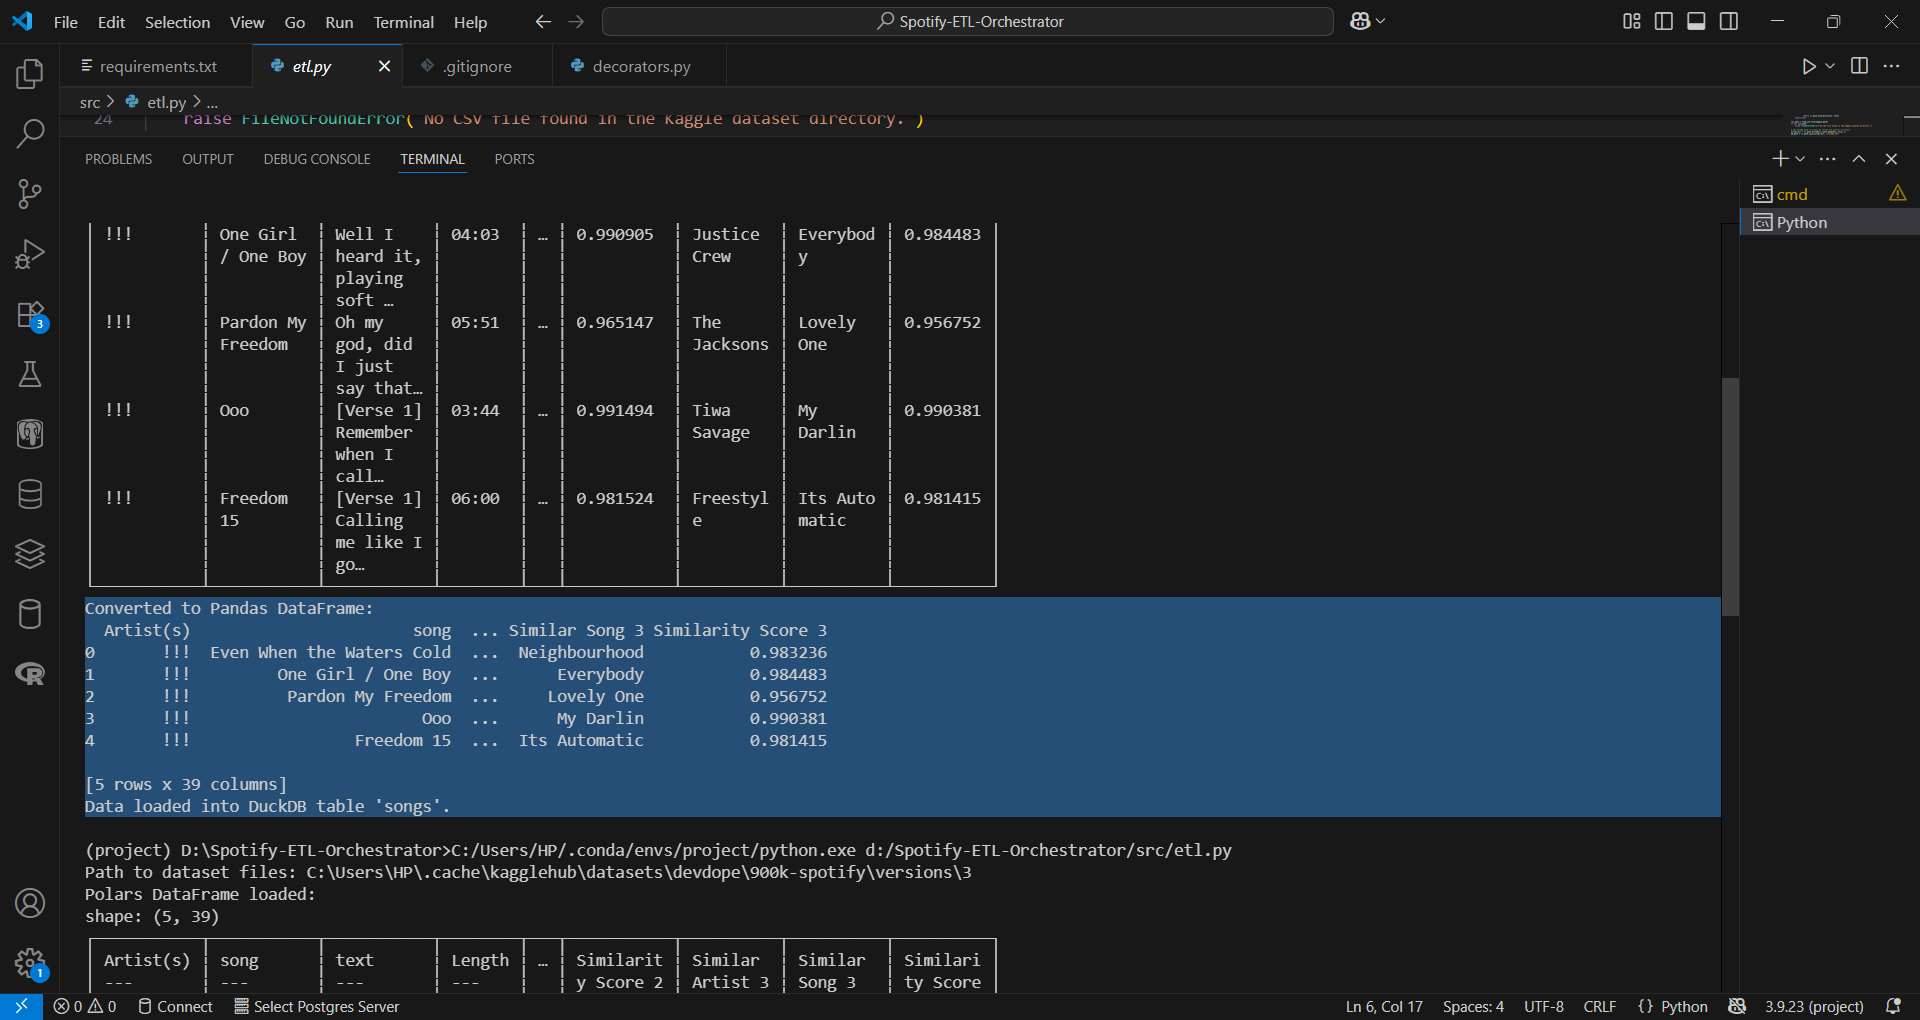 File Edit Selection View Go Run Terminal Help Spotify-ETL-Orchestrator
requirements.txt etl.py .gitignore decorators.py
src > etl.py > ...
24 raise FileNotFoundError("No CSV file found in the Kaggle dataset directory.")
PROBLEMS OUTPUT DEBUG CONSOLE TERMINAL PORTS
cmd
Python
!!! One Girl Well I 04:03 … 0.990905 Justice Everybod 0.984483
/ One Boy heard it, Crew y
playing
soft …
!!! Pardon My Oh my 05:51 … 0.965147 The Lovely 0.956752
Freedom god, did Jacksons One
I just
say that…
!!! Ooo [Verse 1] 03:44 … 0.991494 Tiwa My 0.990381
Remember Savage Darlin
when I
call…
!!! Freedom [Verse 1] 06:00 … 0.981524 Freestyl Its Auto 0.981415
15 Calling e matic
me like I
go…
Converted to Pandas DataFrame:
Artist(s) song ... Similar Song 3 Similarity Score 3
0 !!! Even When the Waters Cold ... Neighbourhood 0.983236
1 !!! One Girl / One Boy ... Everybody 0.984483
2 !!! Pardon My Freedom ... Lovely One 0.956752
3 !!! Ooo ... My Darlin 0.990381
4 !!! Freedom 15 ... Its Automatic 0.981415
[5 rows x 39 columns]
Data loaded into DuckDB table 'songs'.
(project) D:\Spotify-ETL-Orchestrator>C:/Users/HP/.conda/envs/project/python.exe d:/Spotify-ETL-Orchestrator/src/etl.py
Path to dataset files: C:\Users\HP\.cache\kagglehub\datasets\devdope\900k-spotify\versions\3
Polars DataFrame loaded:
shape: (5, 39)
Artist(s) song text Length … Similarit Similar Similar Similari
--- --- --- --- y Score 2 Artist 3 Song 3 ty Score
3
1
0 0 Connect Select Postgres Server Ln 6, Col 17 Spaces: 4 UTF-8 CRLF {} Python 3.9.23 (project)